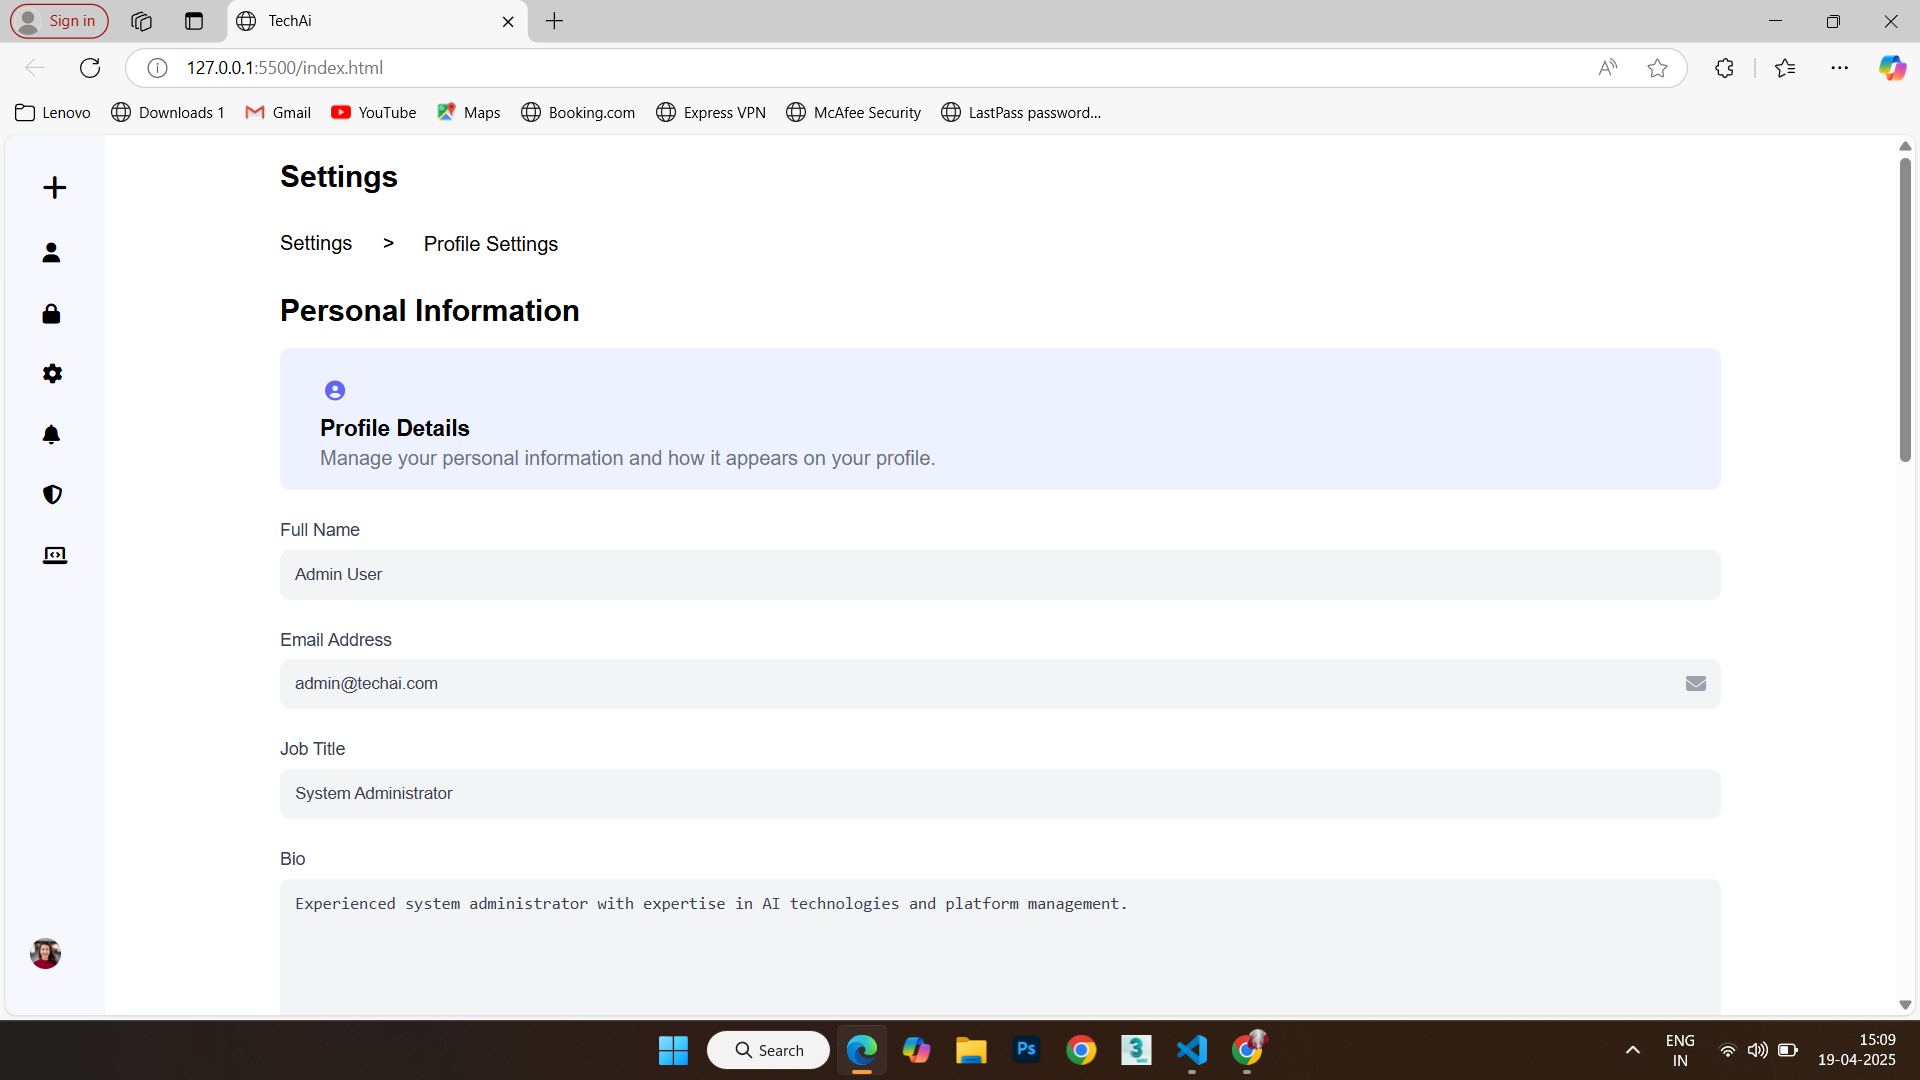 Sign in
TechAi
127.0.0.1:5500/index.html
Lenovo
Downloads 1
Gmail
YouTube
Maps
Booking.com
Express VPN
McAfee Security
LastPass password...
Settings
Settings > Profile Settings
Personal Information
Profile Details
Manage your personal information and how it appears on your profile.
Full Name
Admin User
Email Address
admin@techai.com
Job Title
System Administrator
Bio
Experienced system administrator with expertise in AI technologies and platform management.
Search
Ps
3
ENG
IN
15:09
19-04-2025